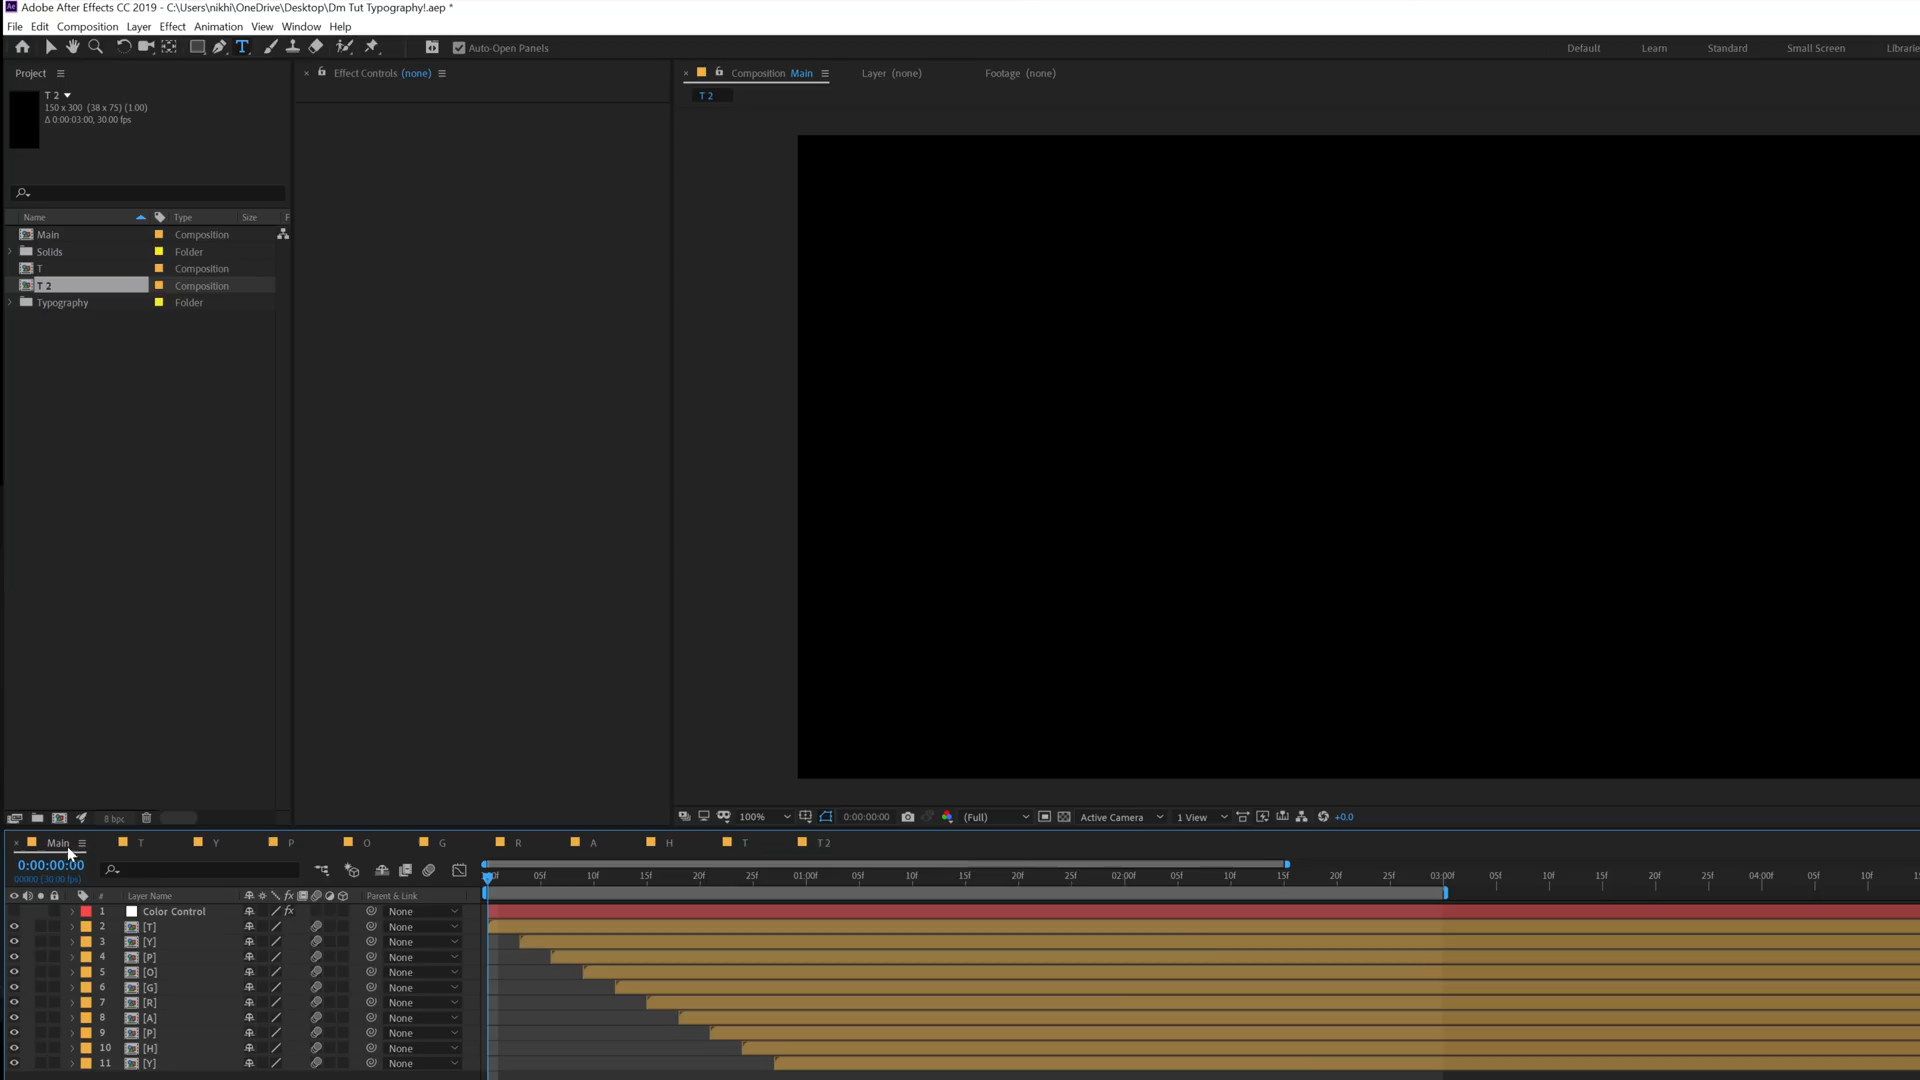 Adobe After Effects CC 2019 - C:\Users\nikhi\OneDrive\Desktop\Dm Tut Typography!.aep *
File Edit Composition Layer Effect Animation View Window Help
Auto-Open Panels
Default Learn Standard Small Screen Librarie
Project
Effect Controls (none)
Composition Main
Layer (none)
Footage (none)
T 2
T 2
150 x 300 (38 x 75) (1.00)
Δ 0:00:03:00, 30.00 fps
Name Type Size F
Main Composition
Solids Folder
T Composition
T 2 Composition
Typography Folder
8 bpc
100% 0:00:00:00 (Full) Active Camera 1 View +0.0
Main T Y P O G R A H T T 2
0:00:00:00
00000 (30.00 fps)
05f 10f 15f 20f 25f 01:00f 05f 10f 15f 20f 25f 02:00f 05f 10f 15f 20f 25f 03:00f 05f 10f 15f 20f 25f 04:00f 05f 10f
# Layer Name fx Parent & Link
1 Color Control fx None
2 [T] None
3 [Y] None
4 [P] None
5 [O] None
6 [G] None
7 [R] None
8 [A] None
9 [P] None
10 [H] None
11 [Y] None